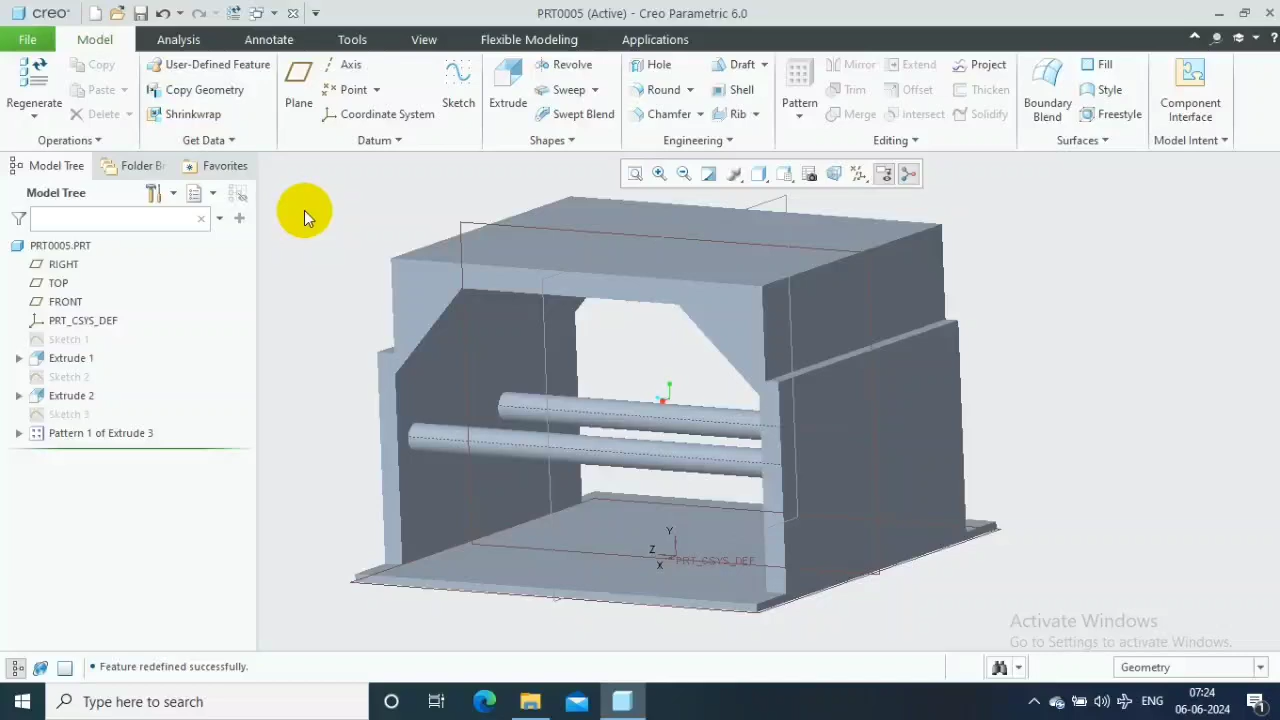 creo
PRT0005 (Active) - Creo Parametric 6.0
File
Model
Analysis
Annotate
Tools
View
Flexible Modeling
Applications
Regenerate
Copy
Paste
Delete
Operations
User-Defined Feature
Copy Geometry
Shrinkwrap
Get Data
Plane
Axis
Point
Coordinate System
Sketch
Datum
Extrude
Revolve
Sweep
Swept Blend
Shapes
Hole
Round
Chamfer
Draft
Shell
Rib
Engineering
Pattern
Mirror
Trim
Merge
Extend
Offset
Intersect
Project
Thicken
Solidify
Editing
Boundary
Blend
Fill
Style
Freestyle
Surfaces
Component
Interface
Model Intent
Model Tree
Folder Br
Favorites
Model Tree
PRT0005.PRT
RIGHT
TOP
FRONT
PRT_CSYS_DEF
Sketch 1
Extrude 1
Sketch 2
Extrude 2
Sketch 3
Pattern 1 of Extrude 3
Y
Z
X
PRT_CSYS_DEF
Activate Windows
Go to Settings to activate Windows.
Feature redefined successfully.
Geometry
Type here to search
ENG
07:24
06-06-2024
1